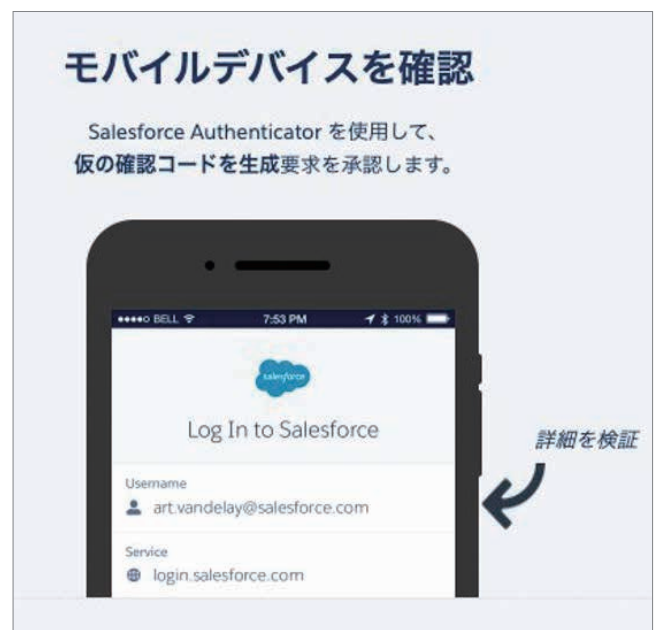 モバイルデバイスを確認
Salesforce Authenticator を使用して、
仮の確認コードを生成要求を承認します。
BELL 7:53 PM 100%
salesforce
Log In to Salesforce
詳細を検証
Username
art.vandelay@salesforce.com
Service
login.salesforce.com